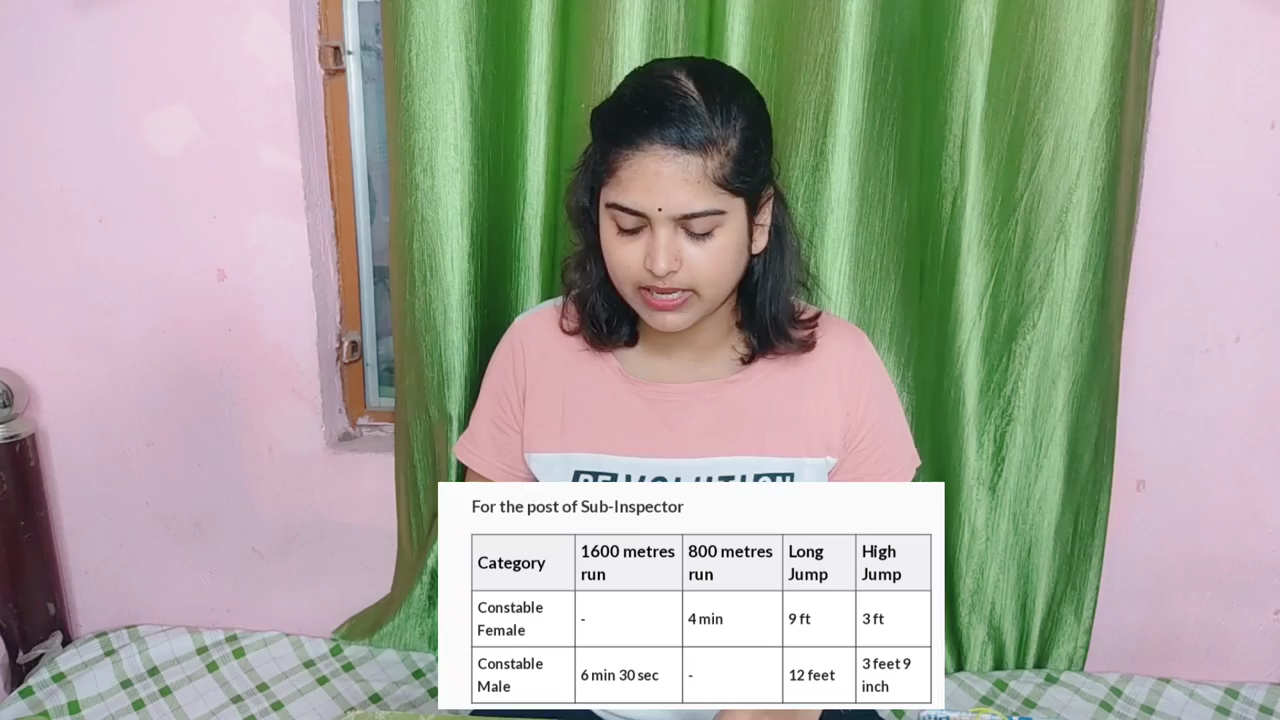 REVOLUTION
For the post of Sub-Inspector
Category 1600 metres run 800 metres run Long Jump High Jump
Constable Female - 4 min 9 ft 3 ft
Constable Male 6 min 30 sec - 12 feet 3 feet 9 inch